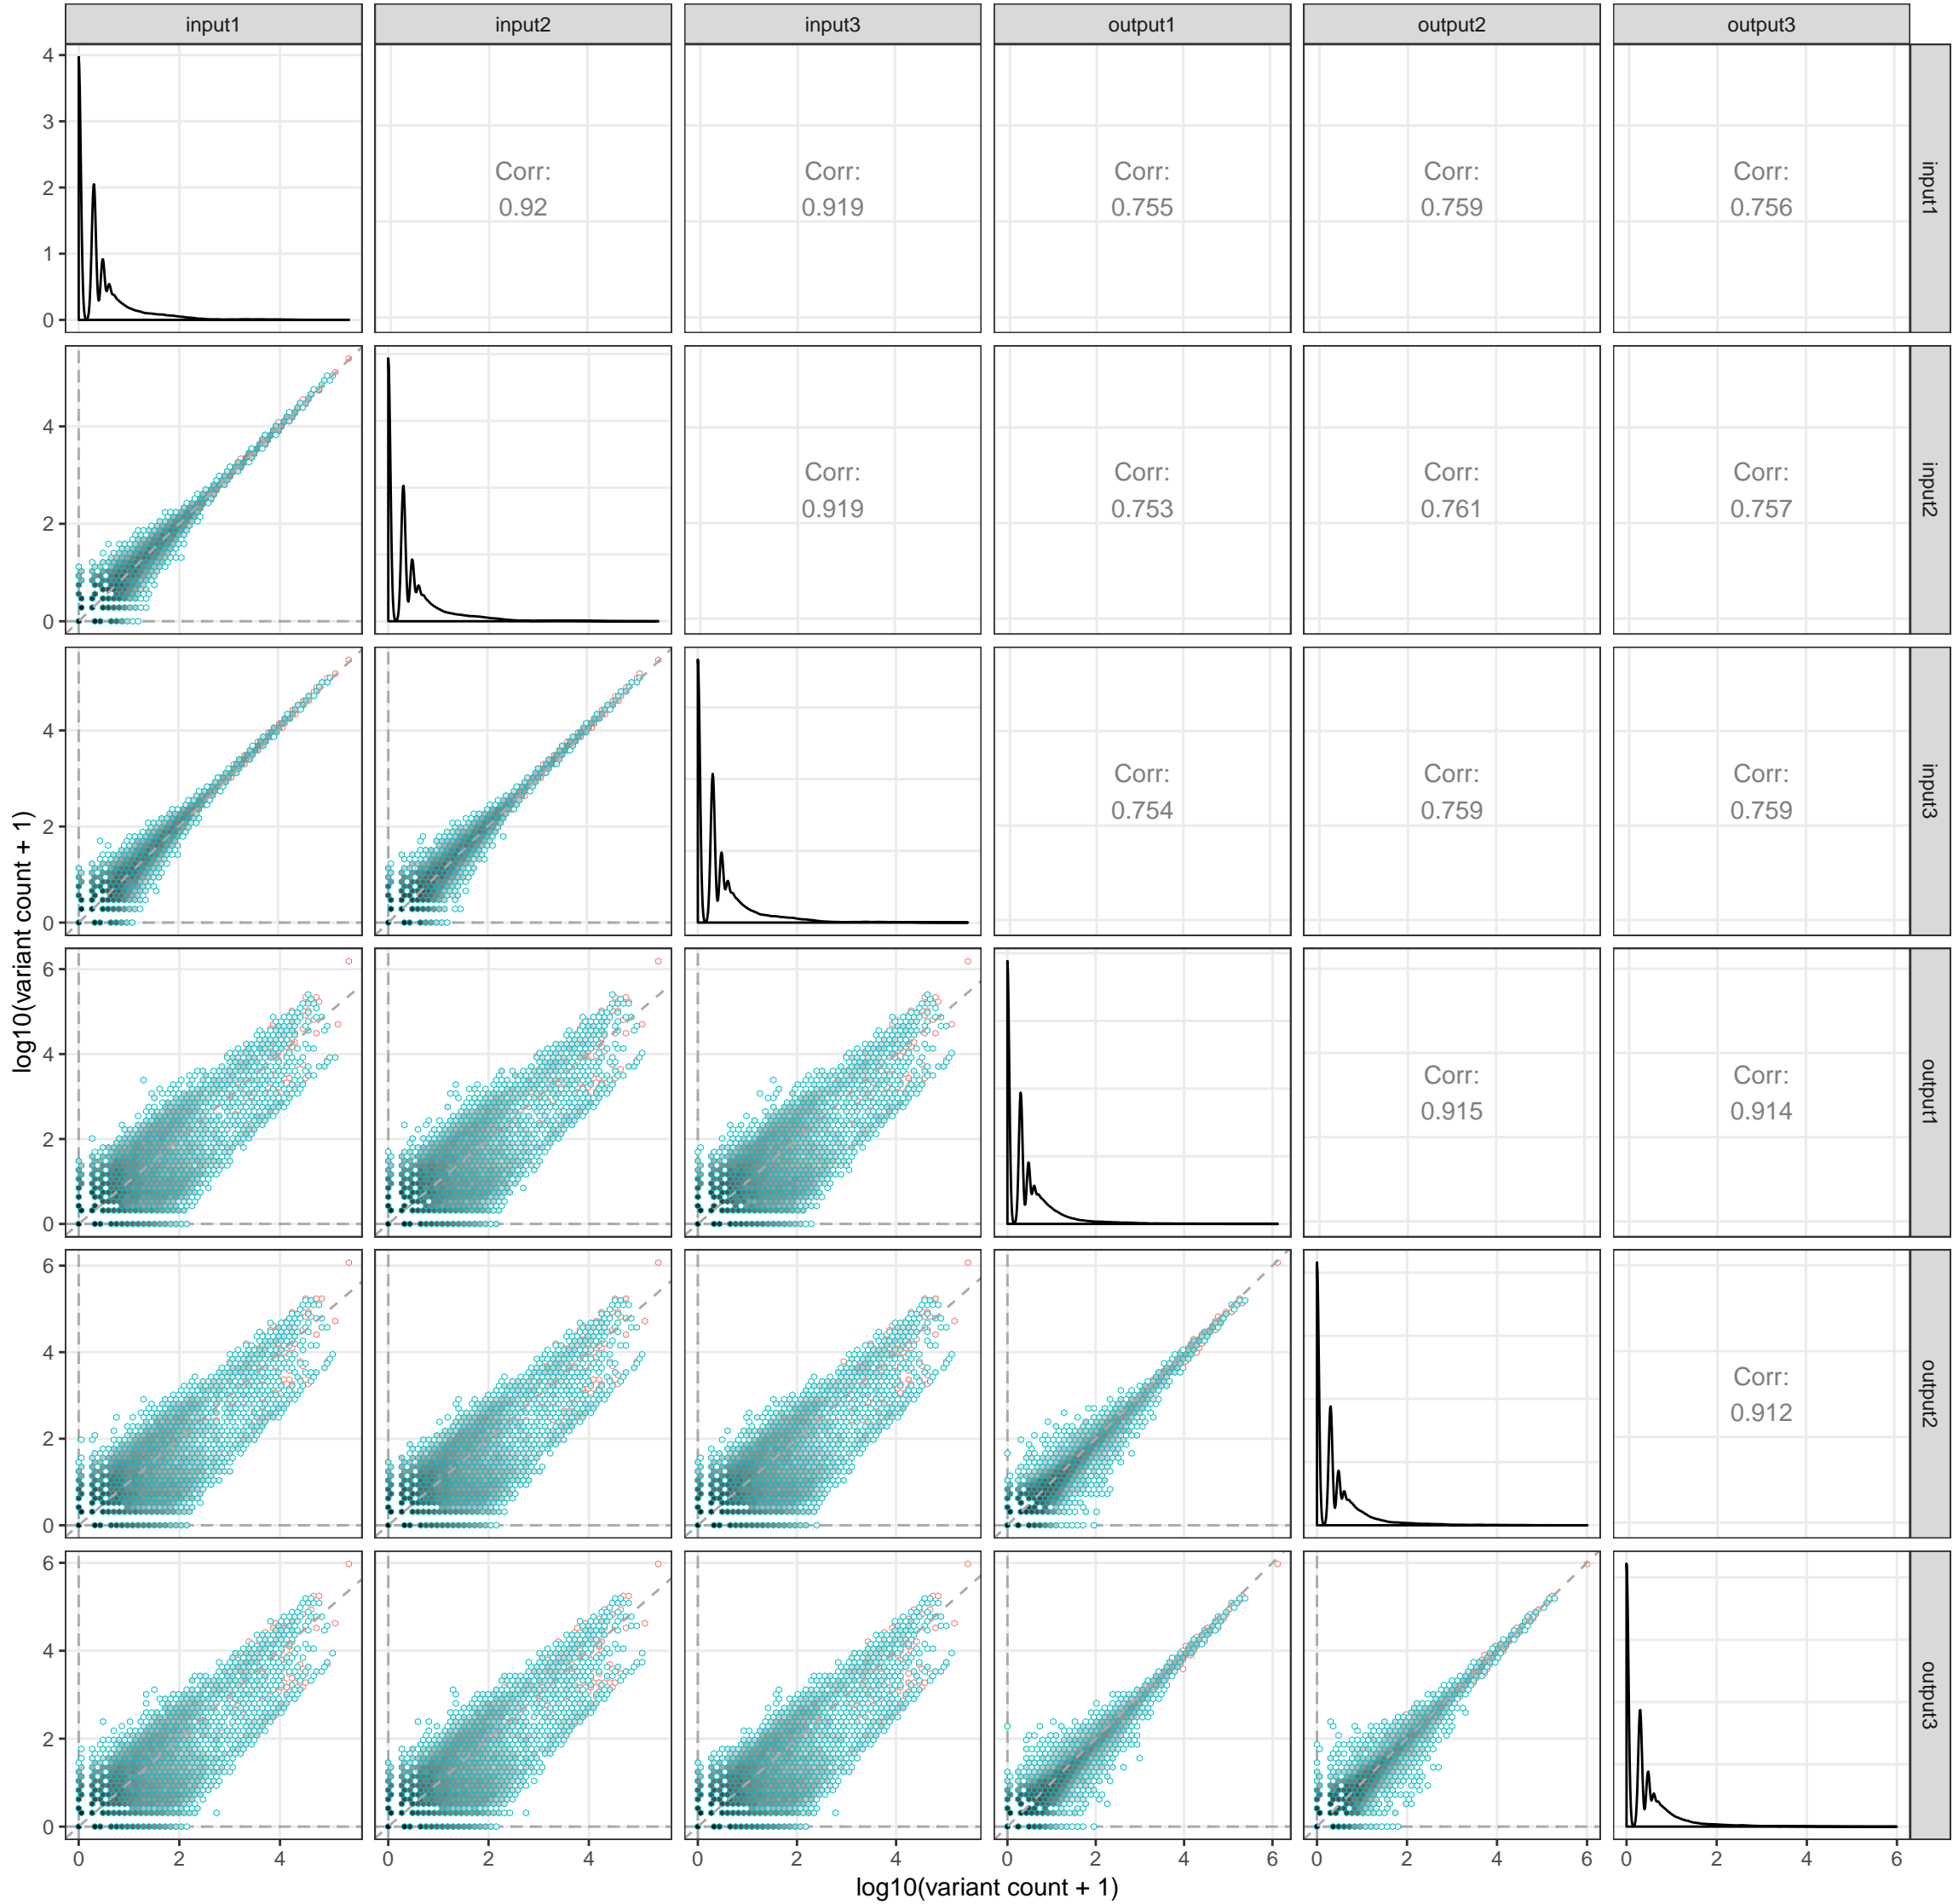 input1 input2 input3 output1 output2 output3
4
3
2
1
0
Corr: Corr: Corr: Corr: Corr:
0.92 0.919 0.755 0.759 0.756
input1
4
2
0
Corr: Corr: Corr: Corr:
0.919 0.753 0.761 0.757
input2
4
2
0
Corr: Corr: Corr:
0.754 0.759 0.759
input3
log10(variant count + 1)
6
4
2
0
Corr: Corr:
0.915 0.914
output1
6
4
2
0
Corr:
0.912
output2
6
4
2
0
output3
0 2 4 0 2 4 0 2 4 0 2 4 6 0 2 4 6 0 2 4 6
log10(variant count + 1)